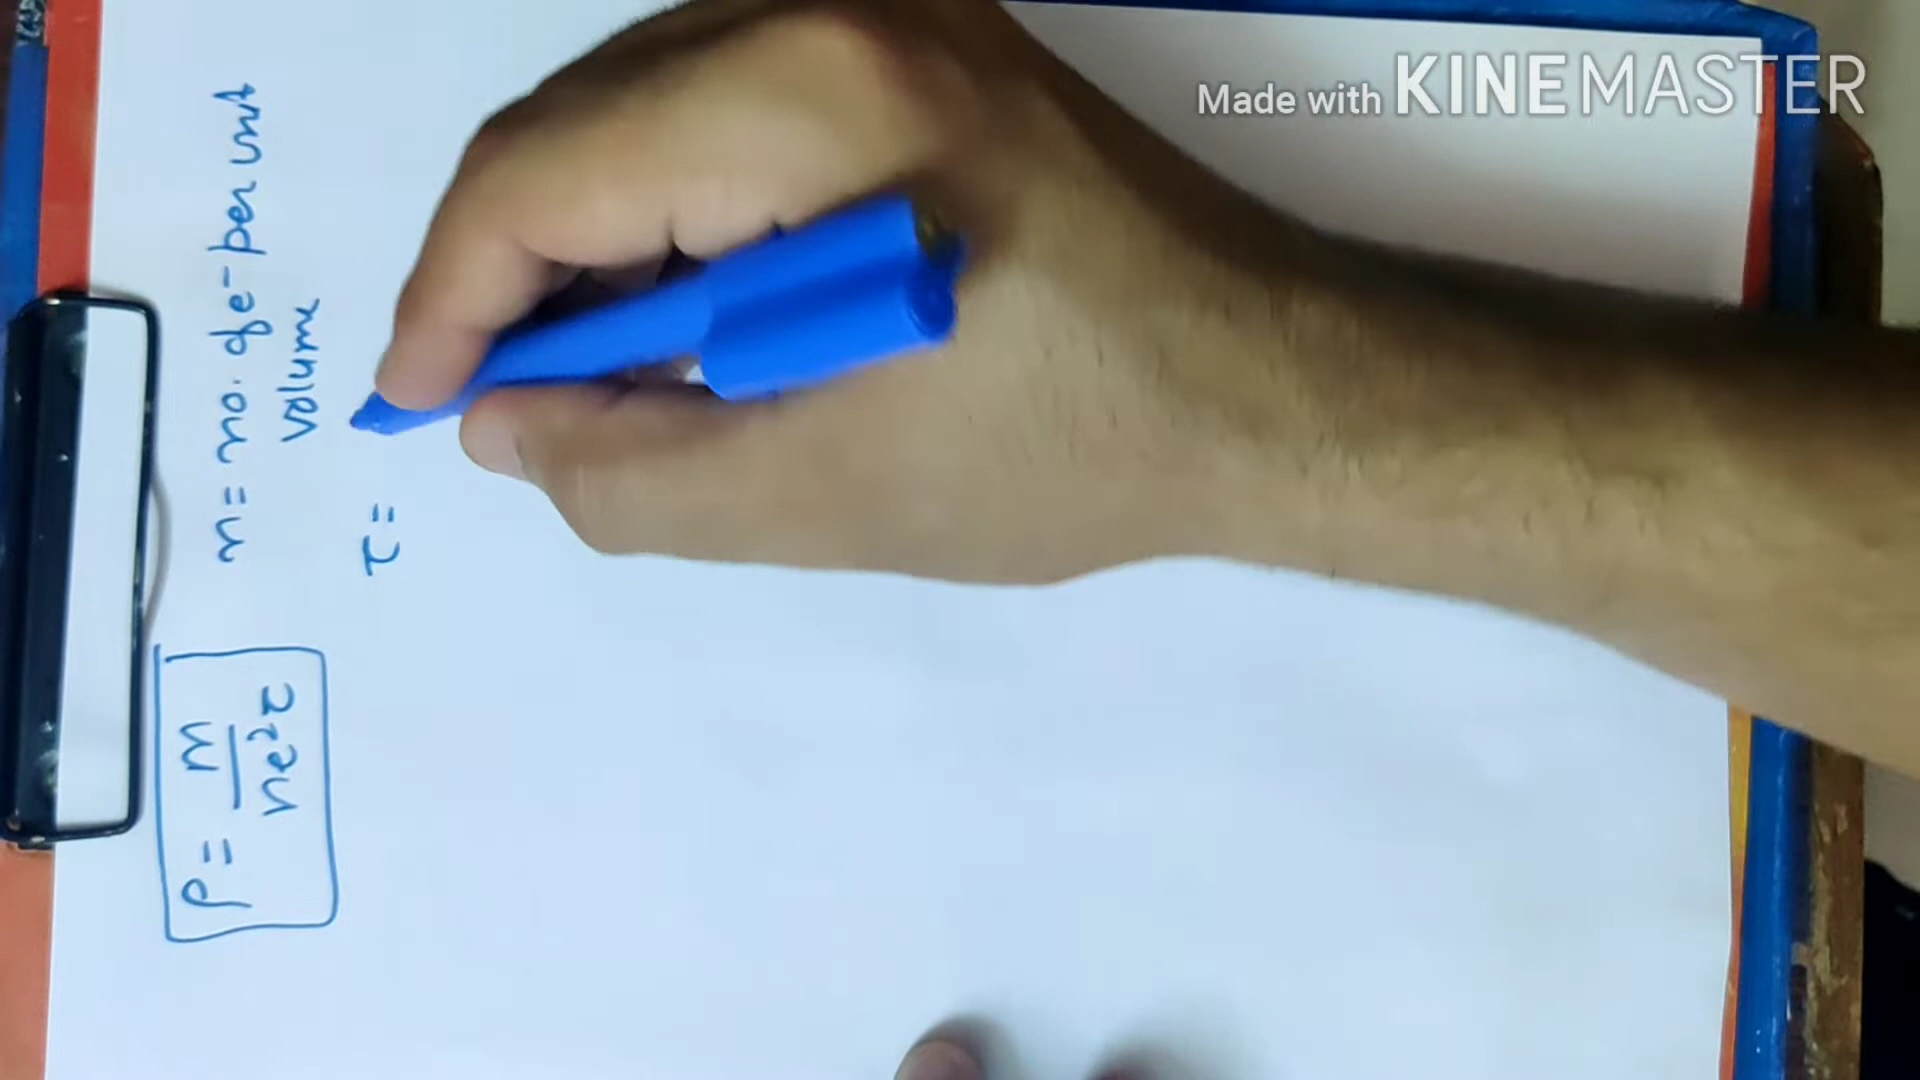 Made with KINEMASTER
ρ = m / ne²τ
n = no. of e⁻ per unit
volume
τ =